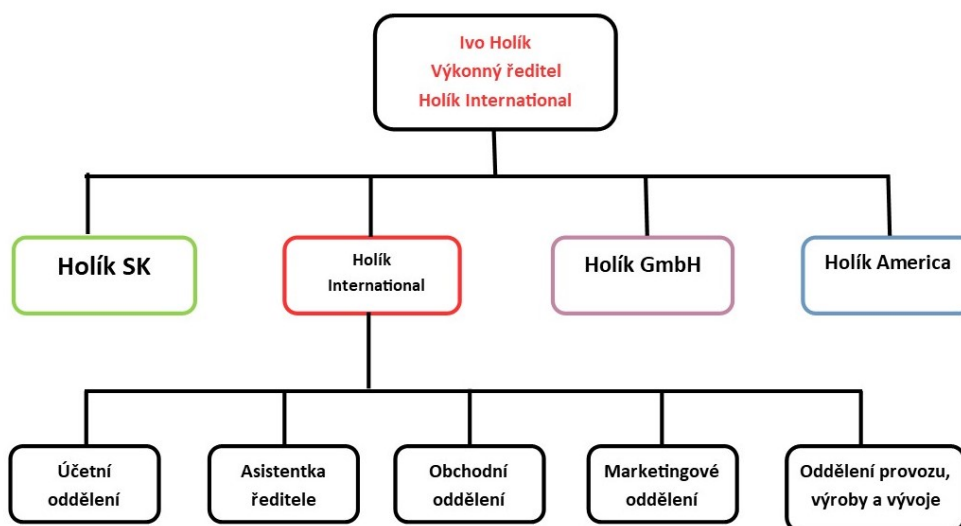 Ivo Holík
Výkonný ředitel
Holík International
Holík SK
Holík
International
Holík GmbH
Holík America
Účetní
oddělení
Asistentka
ředitele
Obchodní
oddělení
Marketingové
oddělení
Oddělení provozu,
výroby a vývoje